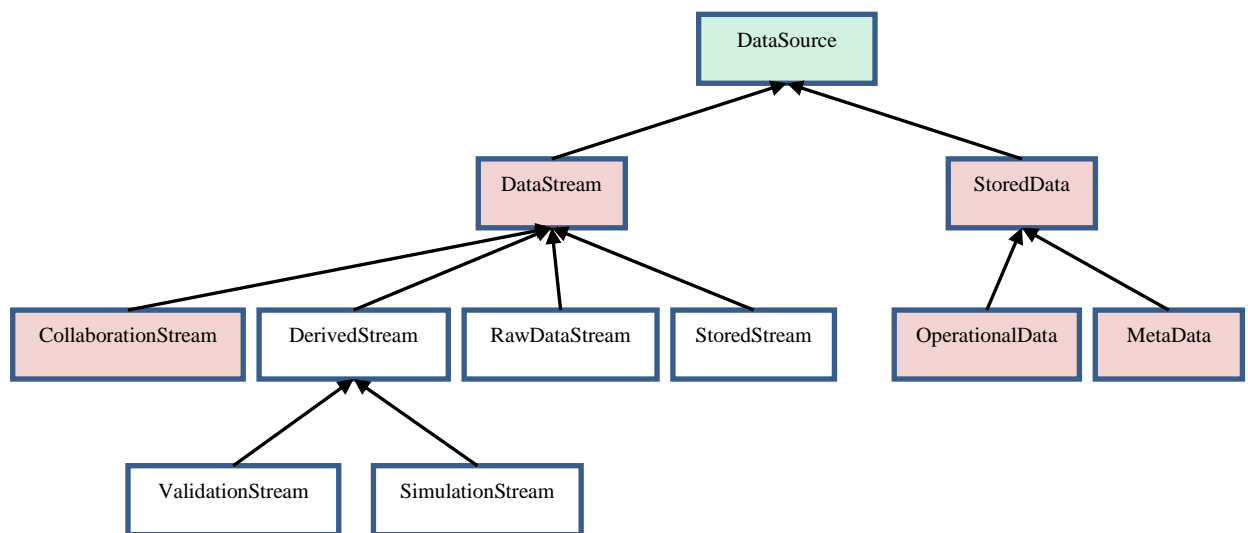 DataSource
DataStream
StoredData
CollaborationStream
DerivedStream
RawDataStream
StoredStream
OperationalData
MetaData
ValidationStream
SimulationStream